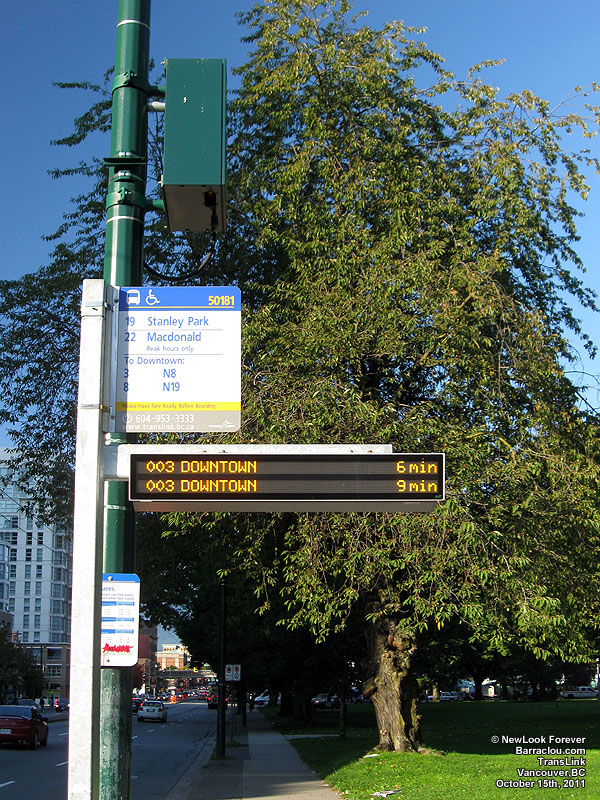 50181
19 Stanley Park
22 Macdonald
Peak hours only
To Downtown:
3 N8
8 N19
Please Have Fare Ready Before Boarding
604-953-3333
www.translink.bc.ca
003 DOWNTOWN 6 min
003 DOWNTOWN 9 min
© NewLook Forever
Barraclou.com
TransLink
Vancouver.BC
October 15th, 2011